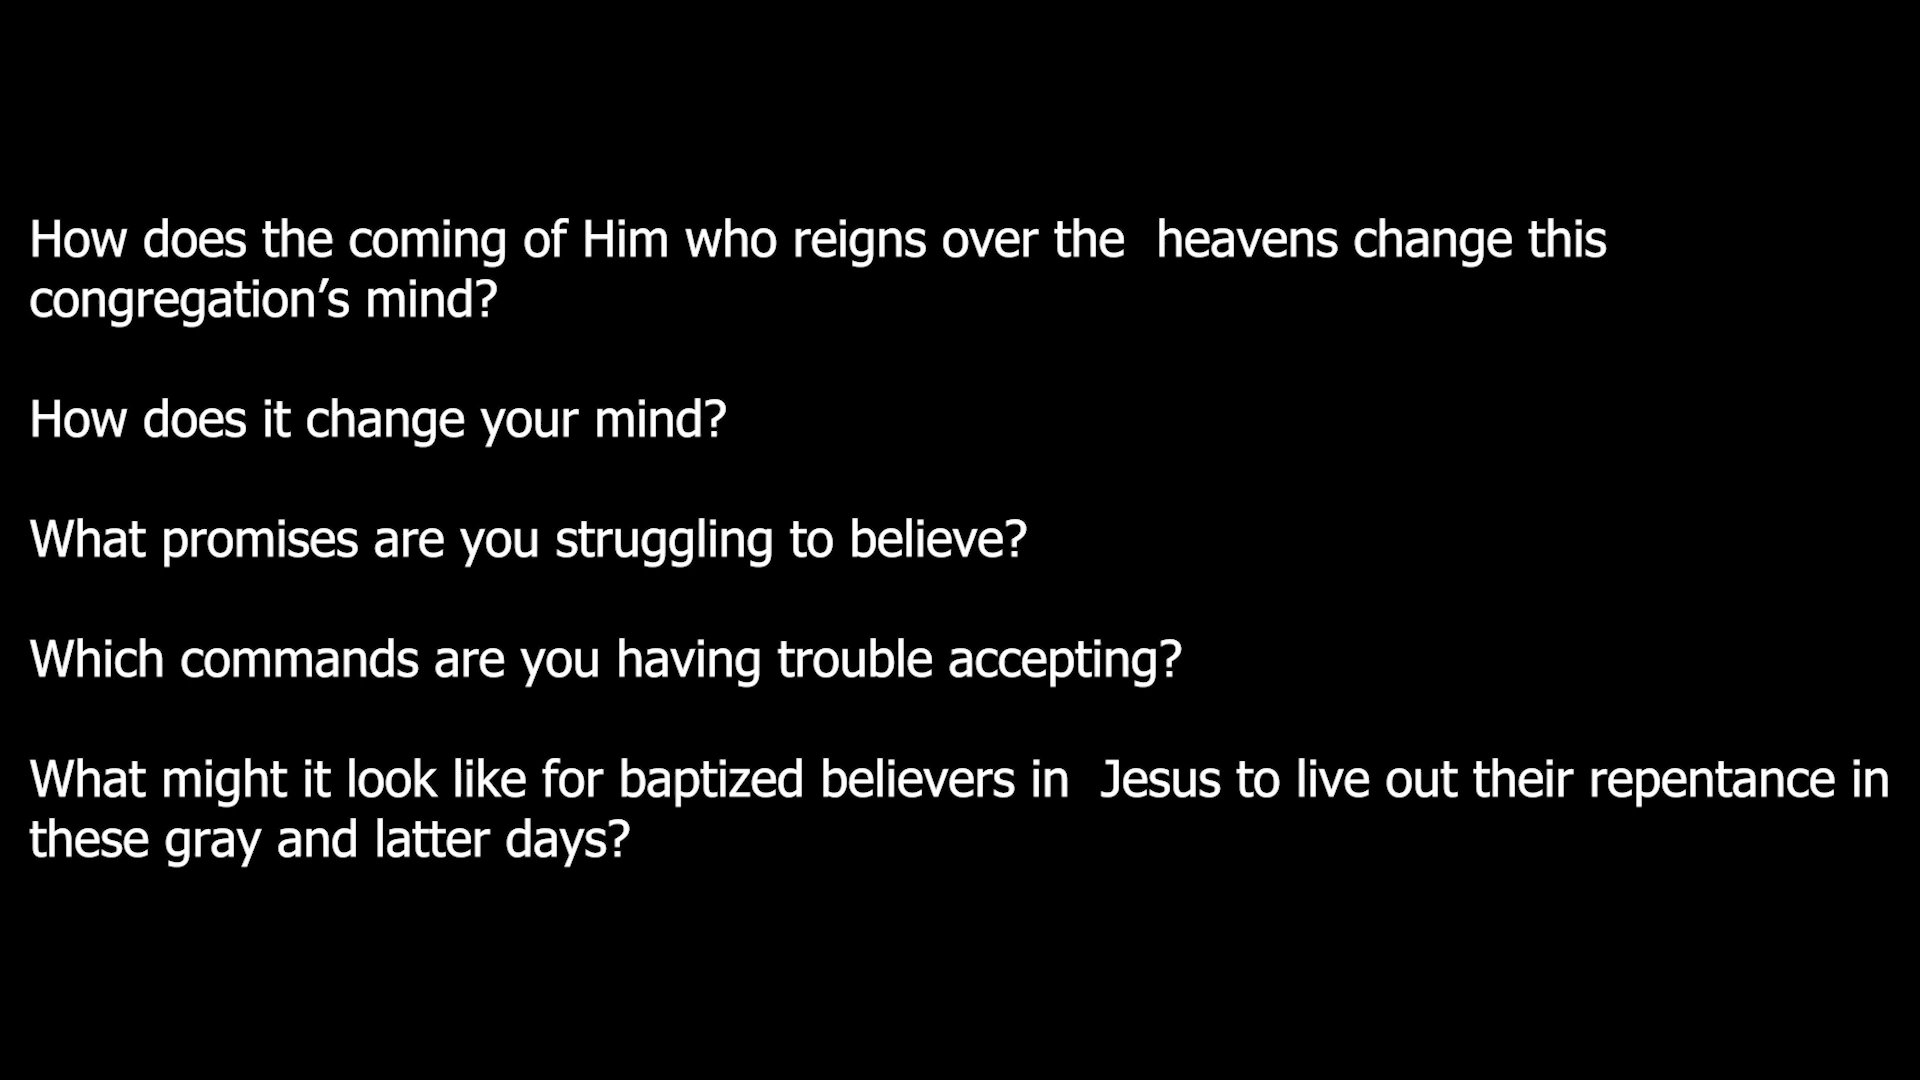 How does the coming of Him who reigns over the  heavens change this
congregation’s mind?
How does it change your mind?
What promises are you struggling to believe?
Which commands are you having trouble accepting?
What might it look like for baptized believers in  Jesus to live out their repentance in
these gray and latter days?